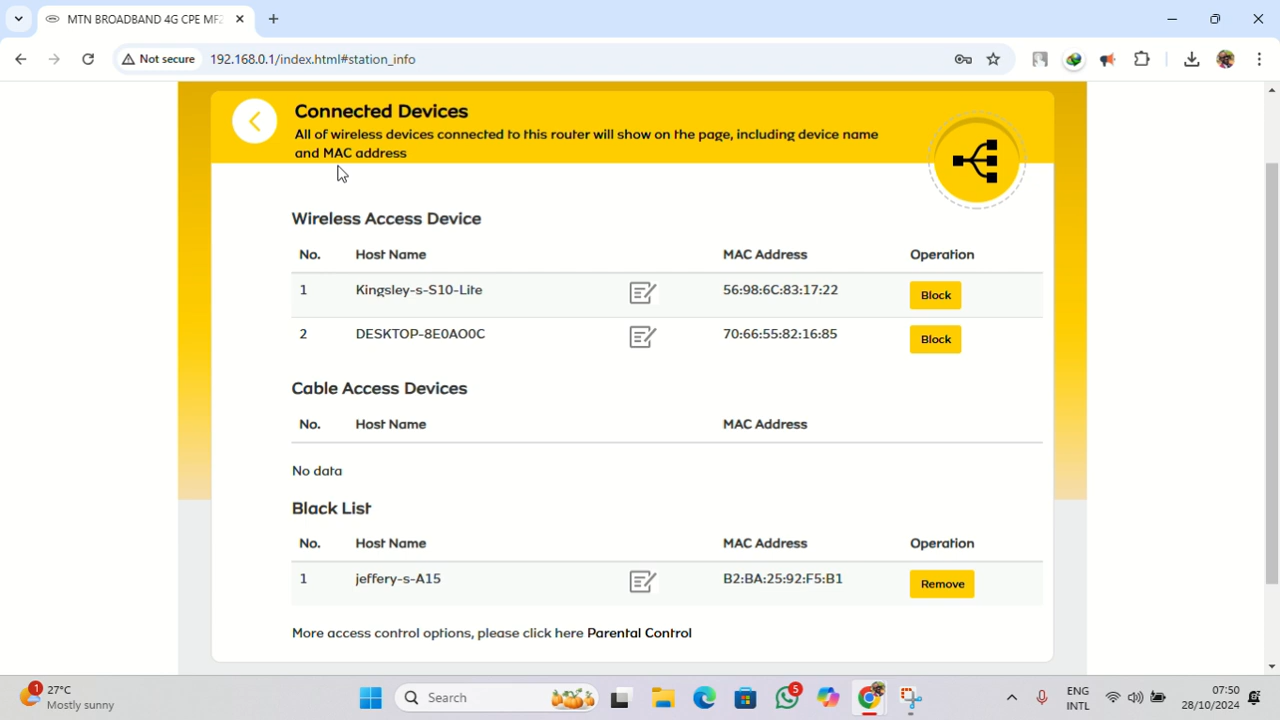 MTN BROADBAND 4G CPE MF2
Not secure 192.168.0.1/index.html#station_info
Connected Devices
All of wireless devices connected to this router will show on the page, including device name
and MAC address
Wireless Access Device
No. Host Name MAC Address Operation
1 Kingsley-s-S10-Lite 56:98:6C:83:17:22 Block
2 DESKTOP-8E0AO0C 70:66:55:82:16:85 Block
Cable Access Devices
No. Host Name MAC Address
No data
Black List
No. Host Name MAC Address Operation
1 jeffery-s-A15 B2:BA:25:92:F5:B1 Remove
More access control options, please click here Parental Control
1 27°C
Mostly sunny
Search
5
ENG
INTL
07:50
28/10/2024